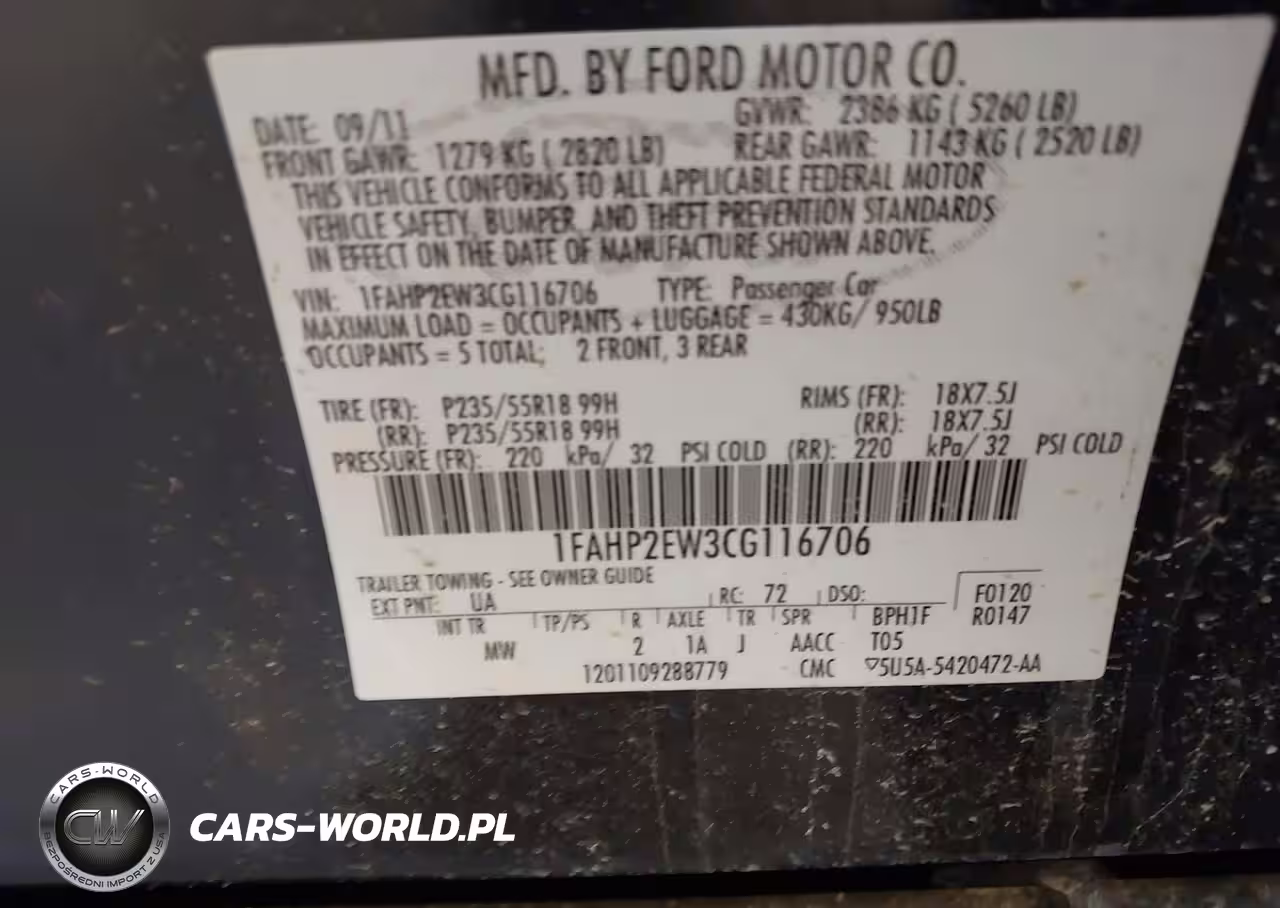 MFD. BY FORD MOTOR CO.
DATE: 09/11 GVWR: 2386 KG ( 5260 LB)
FRONT GAWR: 1279 KG ( 2820 LB) REAR GAWR: 1143 KG ( 2520 LB)
THIS VEHICLE CONFORMS TO ALL APPLICABLE FEDERAL MOTOR
VEHICLE SAFETY, BUMPER, AND THEFT PREVENTION STANDARDS
IN EFFECT ON THE DATE OF MANUFACTURE SHOWN ABOVE.
VIN: 1FAHP2EW3CG116706 TYPE: Passenger Car
MAXIMUM LOAD = OCCUPANTS + LUGGAGE = 430KG/ 950LB
OCCUPANTS = 5 TOTAL; 2 FRONT, 3 REAR
TIRE (FR): P235/55R18 99H RIMS (FR): 18X7.5J
(RR): P235/55R18 99H (RR): 18X7.5J
PRESSURE (FR): 220 kPa/ 32 PSI COLD (RR): 220 kPa/ 32 PSI COLD
1FAHP2EW3CG116706
TRAILER TOWING - SEE OWNER GUIDE
EXT PNT: UA RC: 72 DSO: F0120
INT TR TP/PS R AXLE TR SPR BPH1F R0147
MW 2 1A J AACC T05
1201109288779 CMC ▽5U5A-5420472-AA
CARS-WORLD
CW
BEZPOŚREDNI IMPORT Z USA
CARS-WORLD.PL